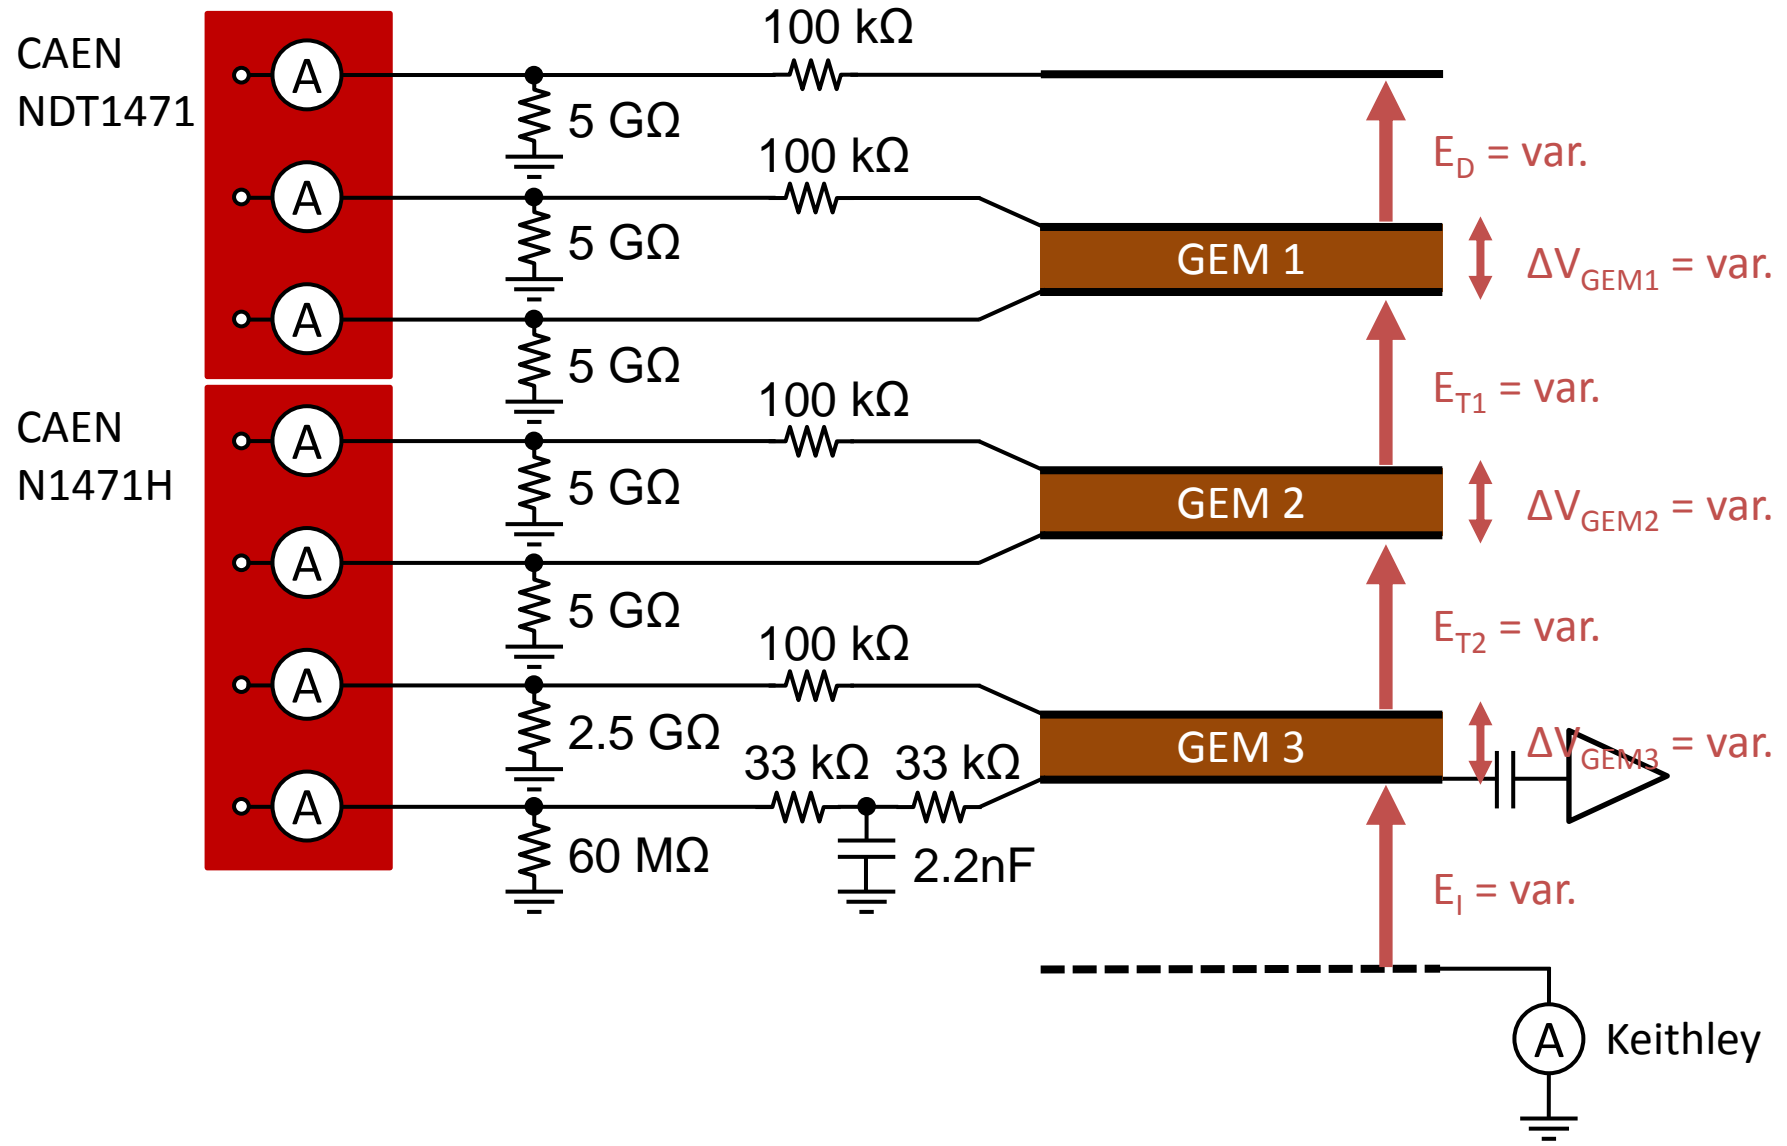 CAEN
NDT1471
A
100 kΩ
5 GΩ
E_D = var.
A
100 kΩ
5 GΩ
GEM 1
ΔV_GEM1 = var.
A
5 GΩ
E_T1 = var.
CAEN
N1471H
A
100 kΩ
5 GΩ
GEM 2
ΔV_GEM2 = var.
A
5 GΩ
E_T2 = var.
A
100 kΩ
2.5 GΩ
GEM 3
ΔV_GEM3 = var.
A
33 kΩ 33 kΩ
60 MΩ
2.2nF
E_I = var.
A
Keithley